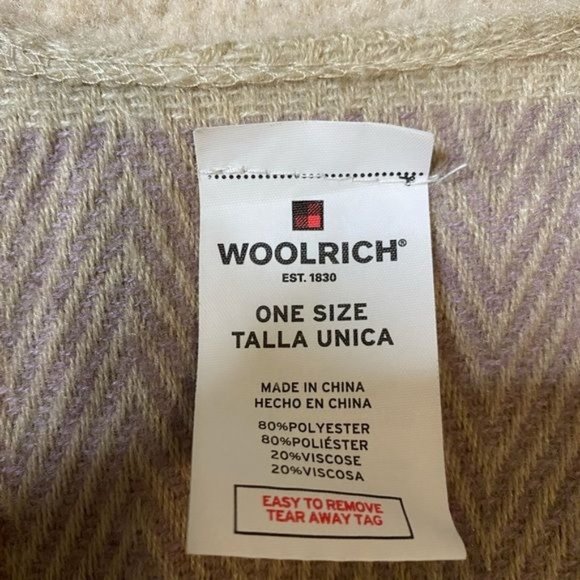 WOOLRICH®
EST. 1830
ONE SIZE
TALLA UNICA
MADE IN CHINA
HECHO EN CHINA
80%POLYESTER
80%POLIÉSTER
20%VISCOSE
20%VISCOSA
EASY TO REMOVE
TEAR AWAY TAG